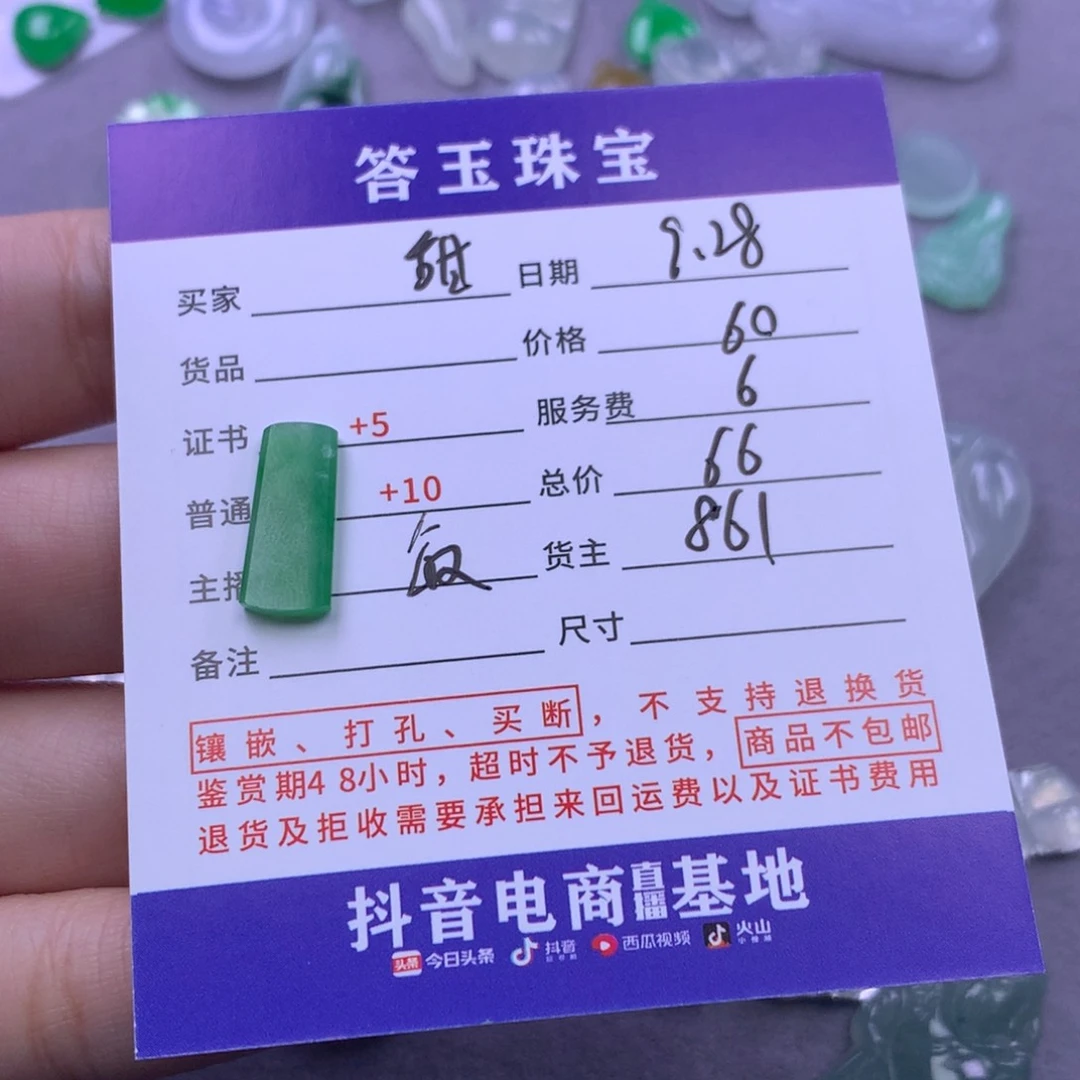 答玉珠宝
买家 甜 日期 9.28
货品 价格 60
证书 +5 服务费 6
普通 +10 总价 66
主播 货主 861
备注 尺寸
镶嵌、打孔、买断，不支持退换货
鉴赏期48小时，超时不予退货，商品不包邮
退货及拒收需要承担来回运费以及证书费用
抖音电商直播基地
头条 今日头条 抖音 西瓜视频 火山